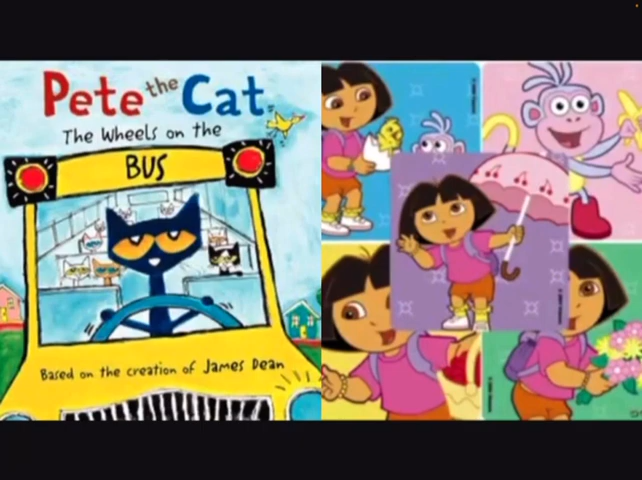 Pete the Cat
The Wheels on the
BUS
Based on the creation of James Dean